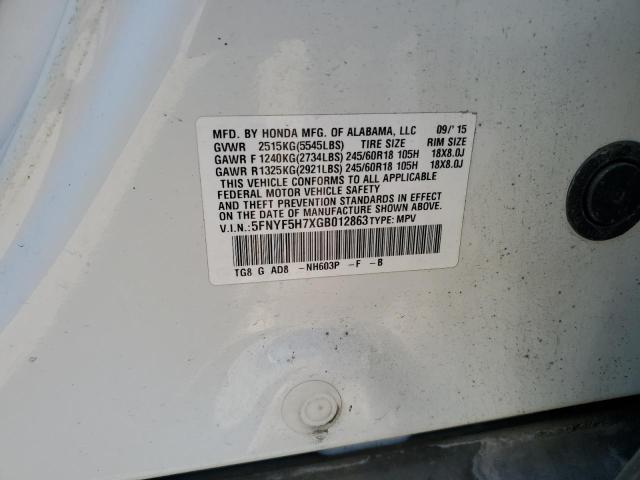 MFD. BY HONDA MFG. OF ALABAMA, LLC 09/'15
GVWR 2515KG(5545LBS) TIRE SIZE RIM SIZE
GAWR F 1240KG(2734LBS) 245/60R18 105H 18X8.0J
GAWR R 1325KG(2921LBS) 245/60R18 105H 18X8.0J
THIS VEHICLE CONFORMS TO ALL APPLICABLE
FEDERAL MOTOR VEHICLE SAFETY
AND THEFT PREVENTION STANDARDS IN EFFECT
ON THE DATE OF MANUFACTURE SHOWN ABOVE.
V.I.N.: 5FNYF5H7XGB012863 TYPE: MPV
TG8 G AD8 -NH603P -F -B